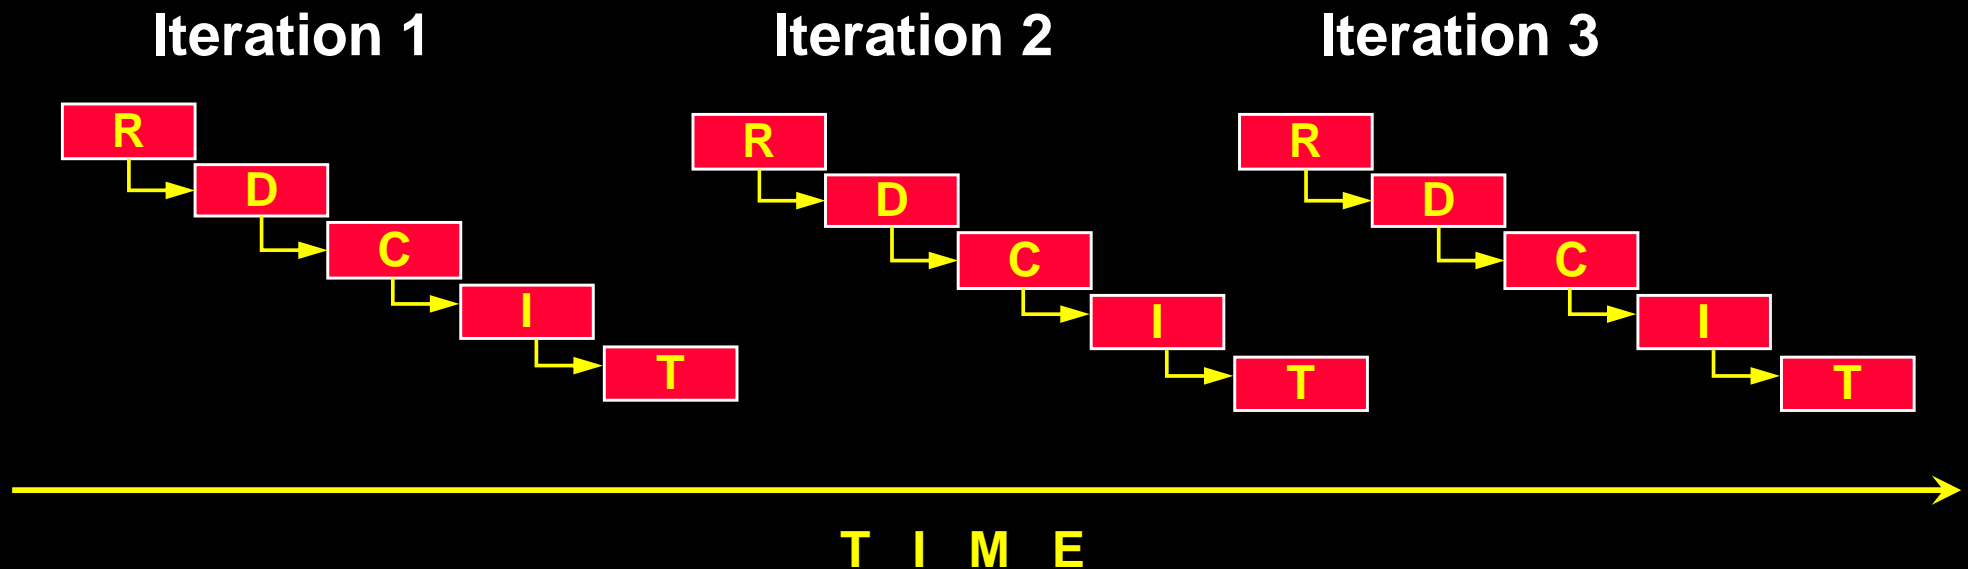 Iteration 1 Iteration 2 Iteration 3
R R R
D D D
C C C
I I I
T T T
T I M E